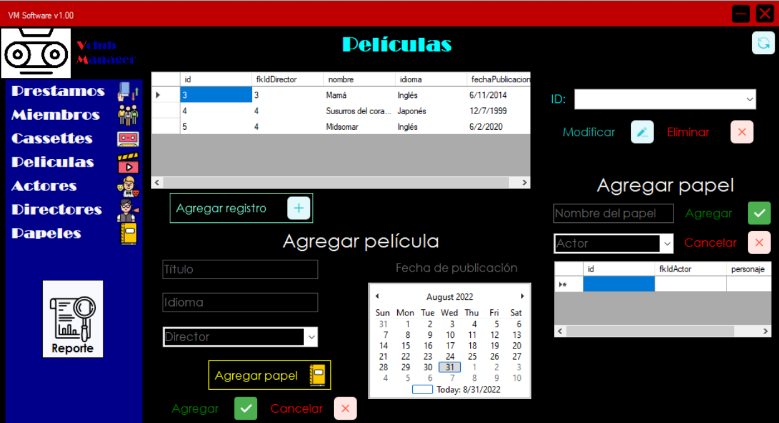 VM Software v1.00
VClub
Manager
Películas
Prestamos
Miembros
Cassettes
Peliculas
Actores
Directores
Papeles
Reporte
id fkIdDirector nombre idioma fechaPublicacion
3 3 Mamá Inglés 6/11/2014
4 4 Susurros del cora... Japonés 12/7/1999
5 4 Midsomar Inglés 6/2/2020
Agregar registro
ID:
Modificar Eliminar
Agregar papel
Nombre del papel Agregar
Actor Cancelar
id fkIdActor personaje
Agregar película
Título
Idioma
Director
Agregar papel
Agregar Cancelar
Fecha de publicación
August 2022
Sun Mon Tue Wed Thu Fri Sat
31 1 2 3 4 5 6
7 8 9 10 11 12 13
14 15 16 17 18 19 20
21 22 23 24 25 26 27
28 29 30 31 1 2 3
4 5 6 7 8 9 10
Today: 8/31/2022